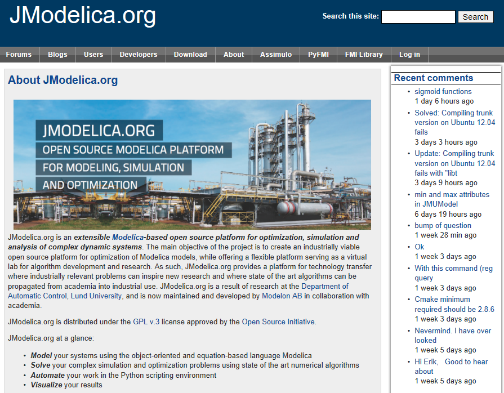 JModelica.org
Search this site:
Search
Forums Blogs Users Developers Download About Assimulo PyFMI FMI Library Log in
About JModelica.org
JMODELICA.ORG
OPEN SOURCE MODELICA PLATFORM
FOR MODELING, SIMULATION
AND OPTIMIZATION
JModelica.org is an extensible Modelica-based open source platform for optimization, simulation and
analysis of complex dynamic systems. The main objective of the project is to create an industrially viable
open source platform for optimization of Modelica models, while offering a flexible platform serving as a virtual
lab for algorithm development and research. As such, JModelica.org provides a platform for technology transfer
where industrially relevant problems can inspire new research and where state of the art algorithms can be
propagated from academia into industrial use. JModelica.org is a result of research at the Department of
Automatic Control, Lund University, and is now maintained and developed by Modelon AB in collaboration with
academia.
JModelica.org is distributed under the GPL v.3 license approved by the Open Source Initiative.
JModelica.org at a glance:
• Model your systems using the object-oriented and equation-based language Modelica
• Solve your complex simulation and optimization problems using state of the art numerical algorithms
• Automate your work in the Python scripting environment
• Visualize your results
Recent comments
• sigmoid functions
1 day 6 hours ago
• Solved: Compiling trunk
version on Ubuntu 12.04
fails
3 days 3 hours ago
• Update: Compiling trunk
version on Ubuntu 12.04
fails with "libt
3 days 9 hours ago
• min and max attributes
in JMUModel
6 days 19 hours ago
• bump of question
1 week 28 min ago
• Ok
1 week 3 days ago
• With this command (reg
query
1 week 3 days ago
• Cmake minimum
required should be 2.8.6
1 week 3 days ago
• Nevermind. I have over
looked
1 week 5 days ago
• Hi Erik, . Good to hear
about
1 week 5 days ago